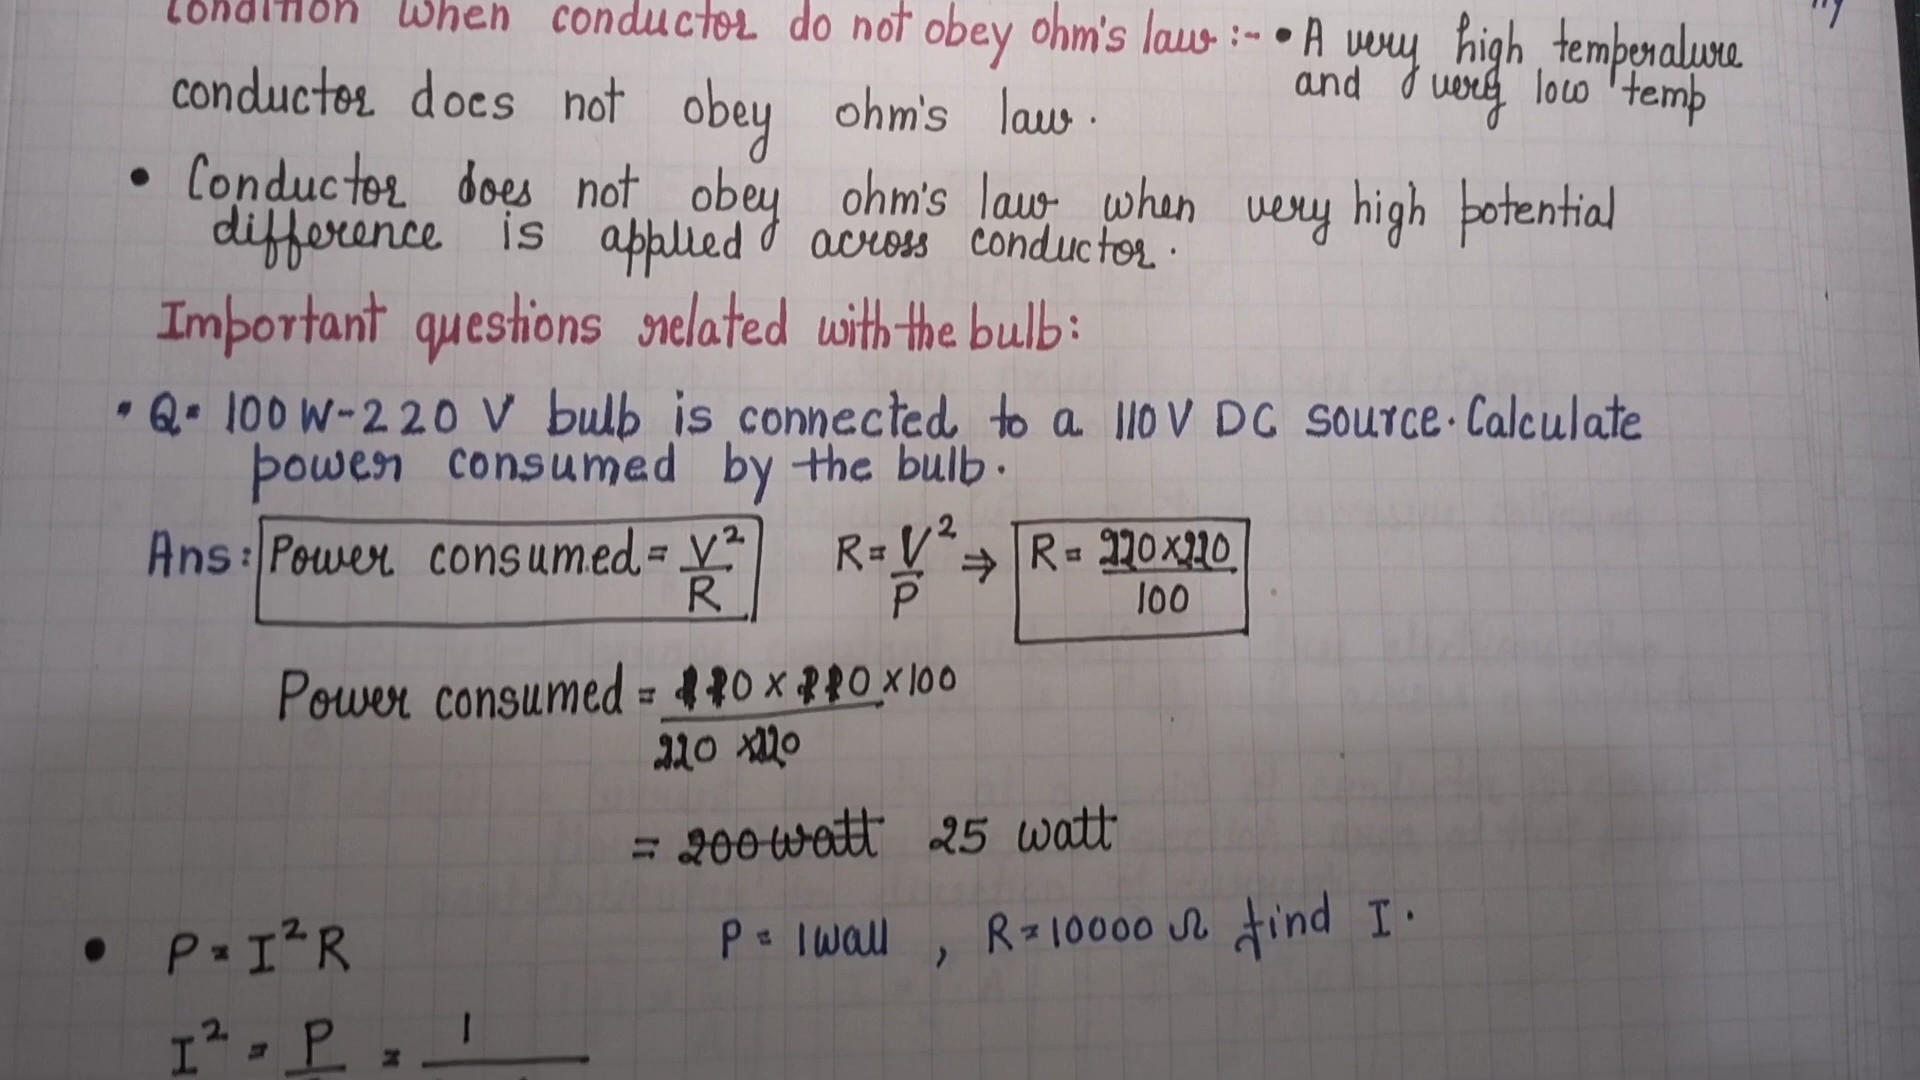 condition when conductor do not obey ohm's law :- • A very high temperature
and very low temp
conductor does not obey ohm's law.
• Conductor does not obey ohm's law when very high potential
difference is applied across conductor.
Important questions related with the bulb:
• Q. 100 W-220 V bulb is connected to a 110V DC source. Calculate
power consumed by the bulb.
Ans: Power consumed = V²/R R = V²/P ⇒ R = 220×220/100
Power consumed = 110 × 110 × 100 / 220 × 220
= 200 watt 25 watt
• P = I²R P = 1 watt , R = 10000 Ω find I.
I² = P = 1